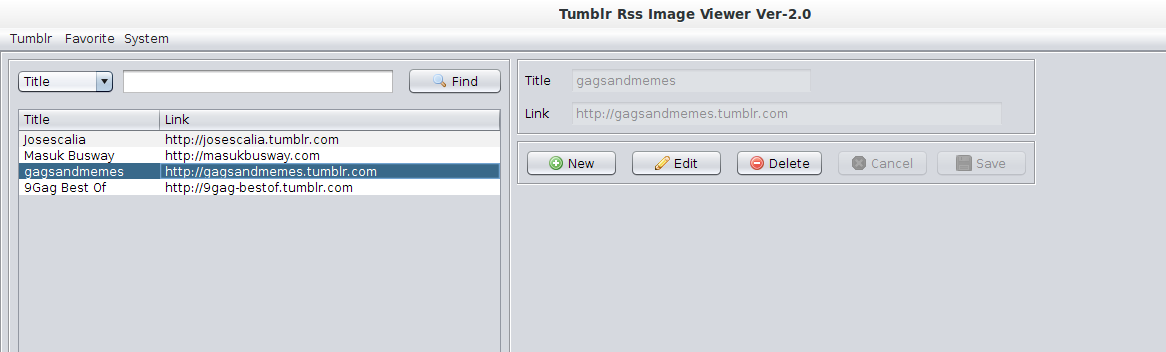 Tumblr Rss Image Viewer Ver-2.0
Tumblr Favorite System
Title Find
Title Link
Josescalia http://josescalia.tumblr.com
Masuk Busway http://masukbusway.com
gagsandmemes http://gagsandmemes.tumblr.com
9Gag Best Of http://9gag-bestof.tumblr.com
Title gagsandmemes
Link http://gagsandmemes.tumblr.com
New Edit Delete Cancel Save